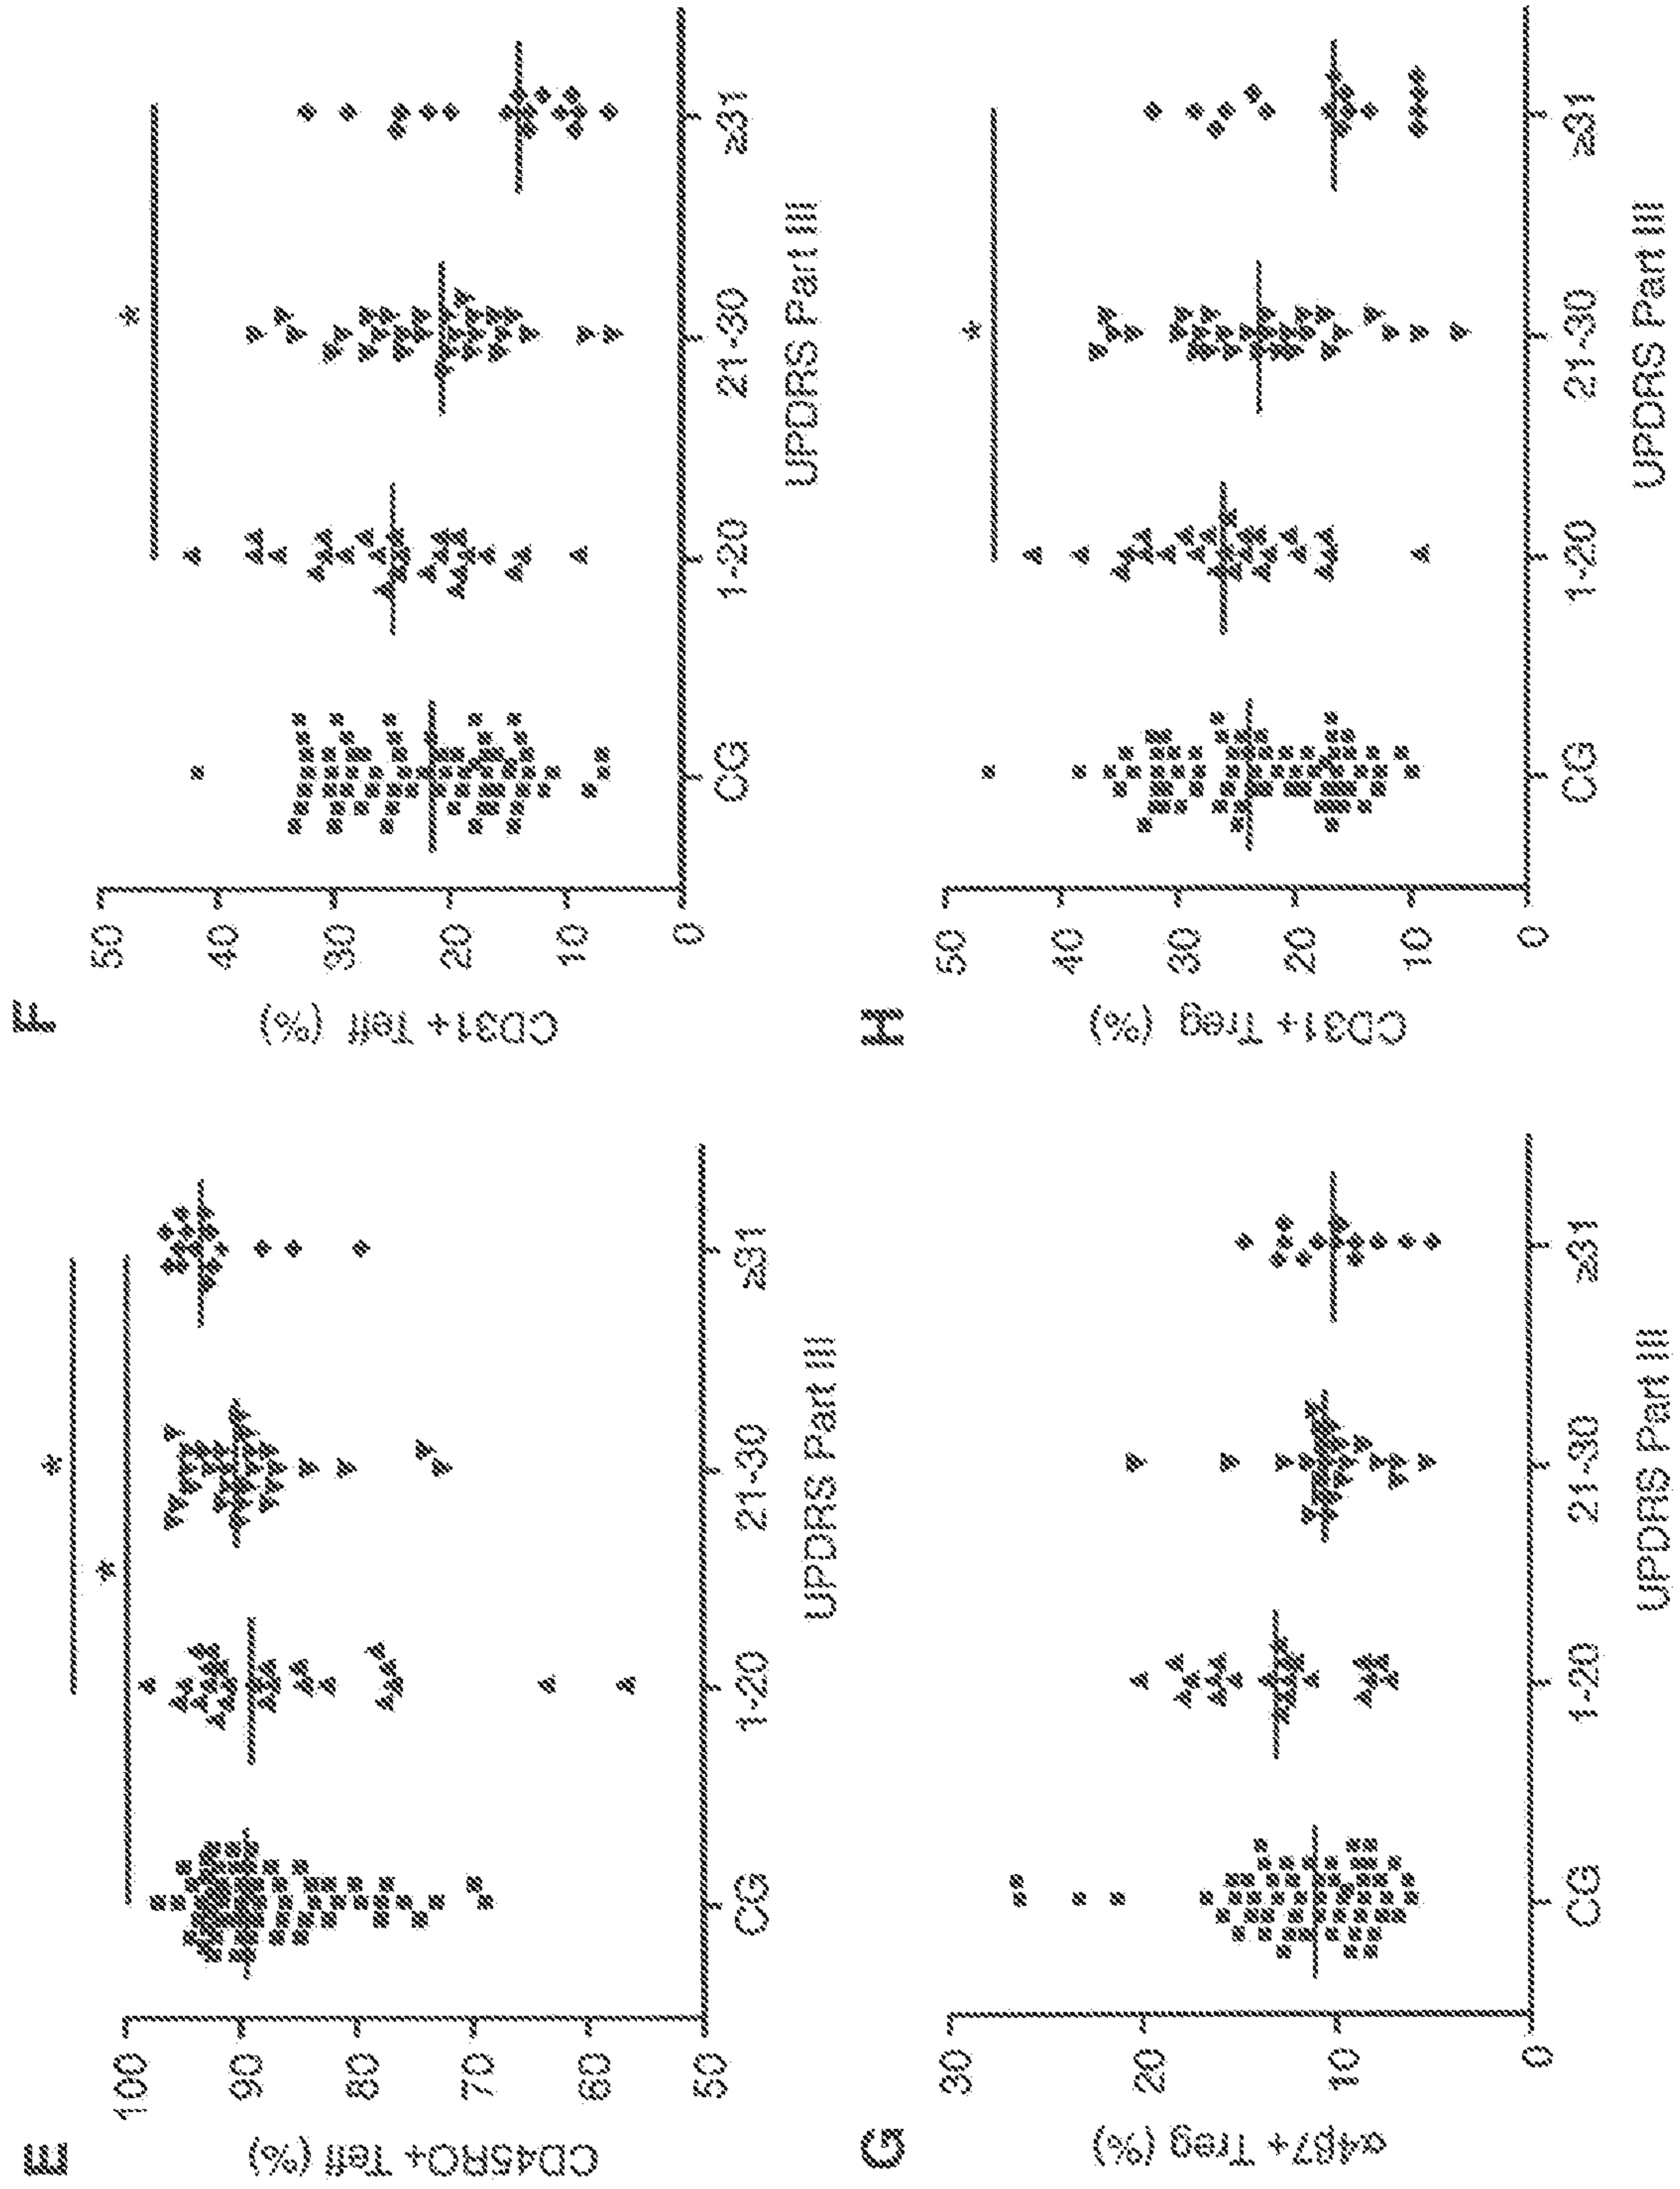 E
CD45RO+ Teff (%)
100
90
80
70
60
50
*
*
CG
1-20
21-30
≥31
UPDRS Part III
F
CD31+ Teff (%)
50
40
30
20
10
0
*
CG
1-20
21-30
≥31
UPDRS Part III
G
α4β7+ Treg (%)
30
20
10
0
CG
1-20
21-30
≥31
UPDRS Part III
H
CD31+ Treg (%)
50
40
30
20
10
0
*
CG
1-20
21-30
≥31
UPDRS Part III